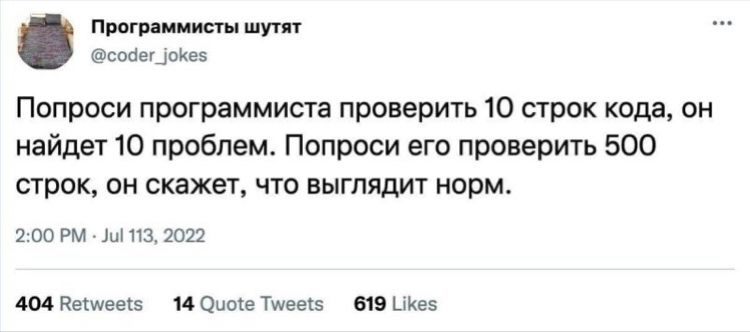 Программисты шутят
@coder_jokes
Попроси программиста проверить 10 строк кода, он
найдет 10 проблем. Попроси его проверить 500
строк, он скажет, что выглядит норм.
2:00 PM · Jul 113, 2022
404 Retweets 14 Quote Tweets 619 Likes